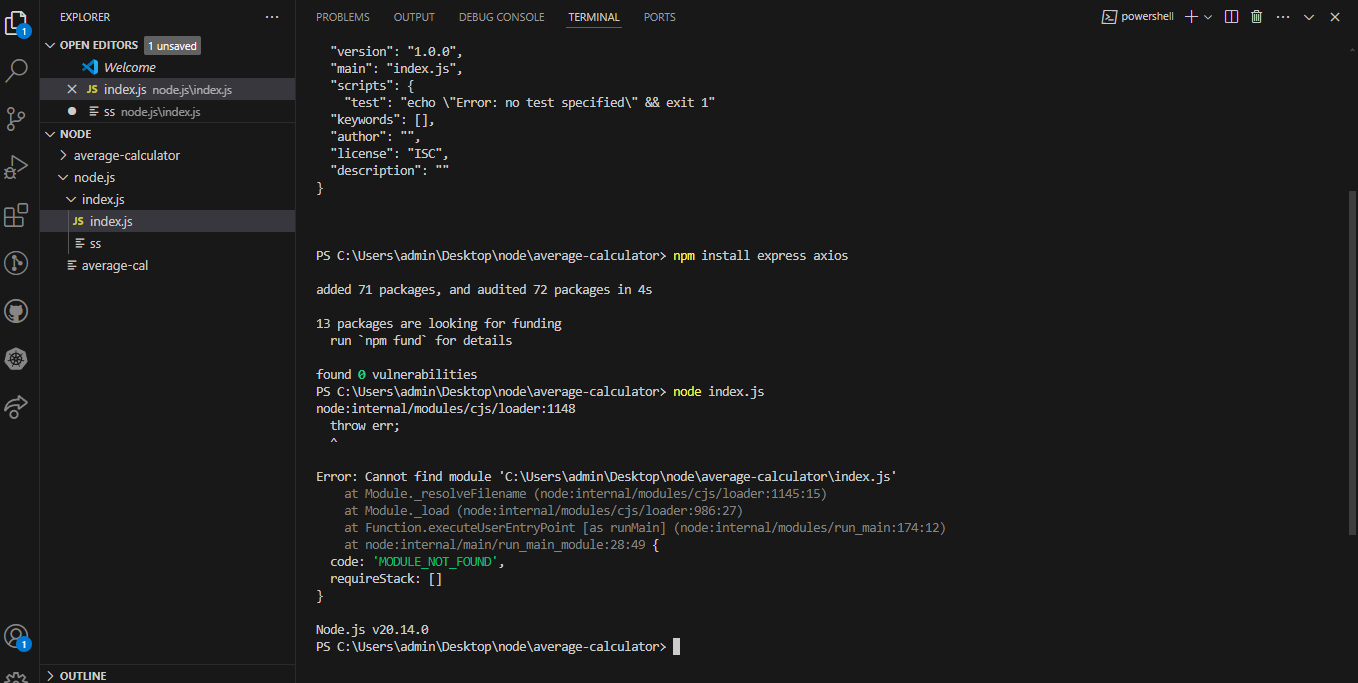 EXPLORER
OPEN EDITORS 1 unsaved
Welcome
JS index.js node.js\index.js
ss node.js\index.js
NODE
average-calculator
node.js
index.js
JS index.js
ss
average-cal
OUTLINE
1
1
PROBLEMS OUTPUT DEBUG CONSOLE TERMINAL PORTS
powershell
"version": "1.0.0",
"main": "index.js",
"scripts": {
"test": "echo \"Error: no test specified\" && exit 1"
"keywords": [],
"author": "",
"license": "ISC",
"description": ""
}
PS C:\Users\admin\Desktop\node\average-calculator> npm install express axios
added 71 packages, and audited 72 packages in 4s
13 packages are looking for funding
run `npm fund` for details
found 0 vulnerabilities
PS C:\Users\admin\Desktop\node\average-calculator> node index.js
node:internal/modules/cjs/loader:1148
throw err;
^
Error: Cannot find module 'C:\Users\admin\Desktop\node\average-calculator\index.js'
at Module._resolveFilename (node:internal/modules/cjs/loader:1145:15)
at Module._load (node:internal/modules/cjs/loader:986:27)
at Function.executeUserEntryPoint [as runMain] (node:internal/modules/run_main:174:12)
at node:internal/main/run_main_module:28:49 {
code: 'MODULE_NOT_FOUND',
requireStack: []
}
Node.js v20.14.0
PS C:\Users\admin\Desktop\node\average-calculator>